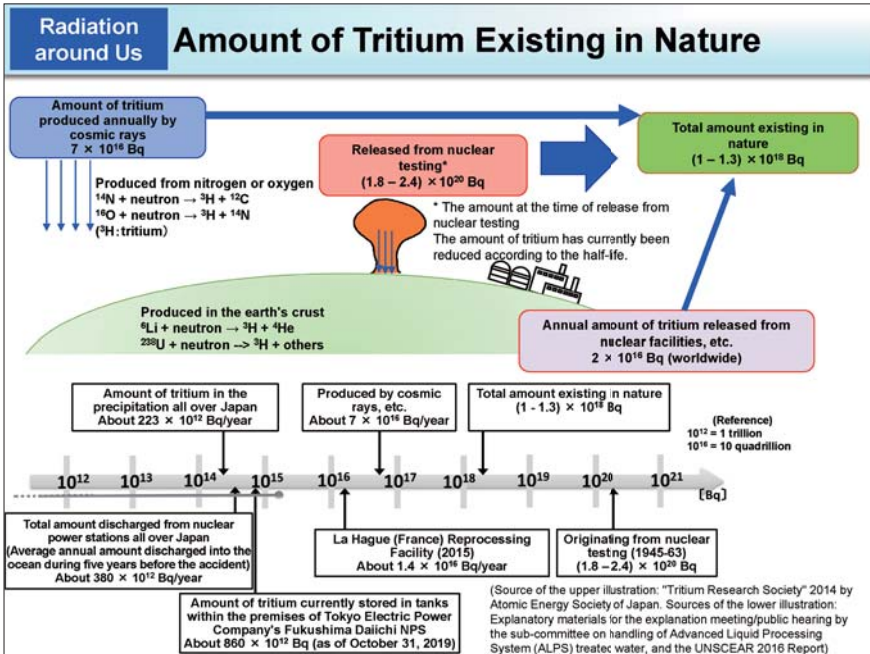 Radiation
around Us
Amount of Tritium Existing in Nature
Amount of tritium
produced annually by
cosmic rays
7 × 10¹⁶ Bq
Total amount existing in
nature
(1 – 1.3) ×10¹⁸ Bq
Released from nuclear
testing*
(1.8 – 2.4) ×10²⁰ Bq
Produced from nitrogen or oxygen
¹⁴N + neutron → ³H + ¹²C
¹⁶O + neutron → ³H + ¹⁴N
(³H:tritium)
* The amount at the time of release from
nuclear testing
The amount of tritium has currently been
reduced according to the half-life.
Produced in the earth's crust
⁶Li + neutron → ³H + ⁴He
²³⁸U + neutron --> ³H + others
Annual amount of tritium released from
nuclear facilities, etc.
2 × 10¹⁶ Bq (worldwide)
Amount of tritium in the
precipitation all over Japan
About 223 × 10¹² Bq/year
Produced by cosmic
rays, etc.
About 7 × 10¹⁶ Bq/year
Total amount existing in nature
(1 - 1.3) × 10¹⁸ Bq
(Reference)
10¹² = 1 trillion
10¹⁶ = 10 quadrillion
10¹² 10¹³ 10¹⁴ 10¹⁵ 10¹⁶ 10¹⁷ 10¹⁸ 10¹⁹ 10²⁰ 10²¹
[Bq]
Total amount discharged from nuclear
power stations all over Japan
(Average annual amount discharged into the
ocean during five years before the accident)
About 380 × 10¹² Bq/year
La Hague (France) Reprocessing
Facility (2015)
About 1.4 × 10¹⁶ Bq/year
Originating from nuclear
testing (1945-63)
(1.8 – 2.4) × 10²⁰ Bq
Amount of tritium currently stored in tanks
within the premises of Tokyo Electric Power
Company's Fukushima Daiichi NPS
About 860 × 10¹² Bq (as of October 31, 2019)
(Source of the upper illustration: "Tritium Research Society" 2014 by
Atomic Energy Society of Japan. Sources of the lower illustration:
Explanatory materials for the explanation meeting/public hearing by
the sub-committee on handling of Advanced Liquid Processing
System (ALPS) treated water, and the UNSCEAR 2016 Report)